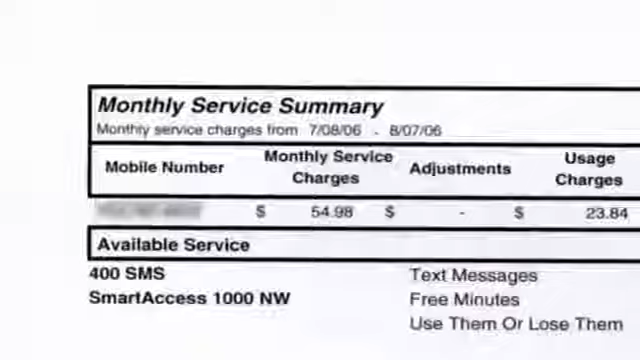 Monthly Service Summary
Monthly service charges from 7/08/06 - 8/07/06
Mobile Number Monthly Service Charges Adjustments Usage Charges
$ 54.98 $ - $ 23.84
Available Service
400 SMS Text Messages
SmartAccess 1000 NW Free Minutes
Use Them Or Lose Them